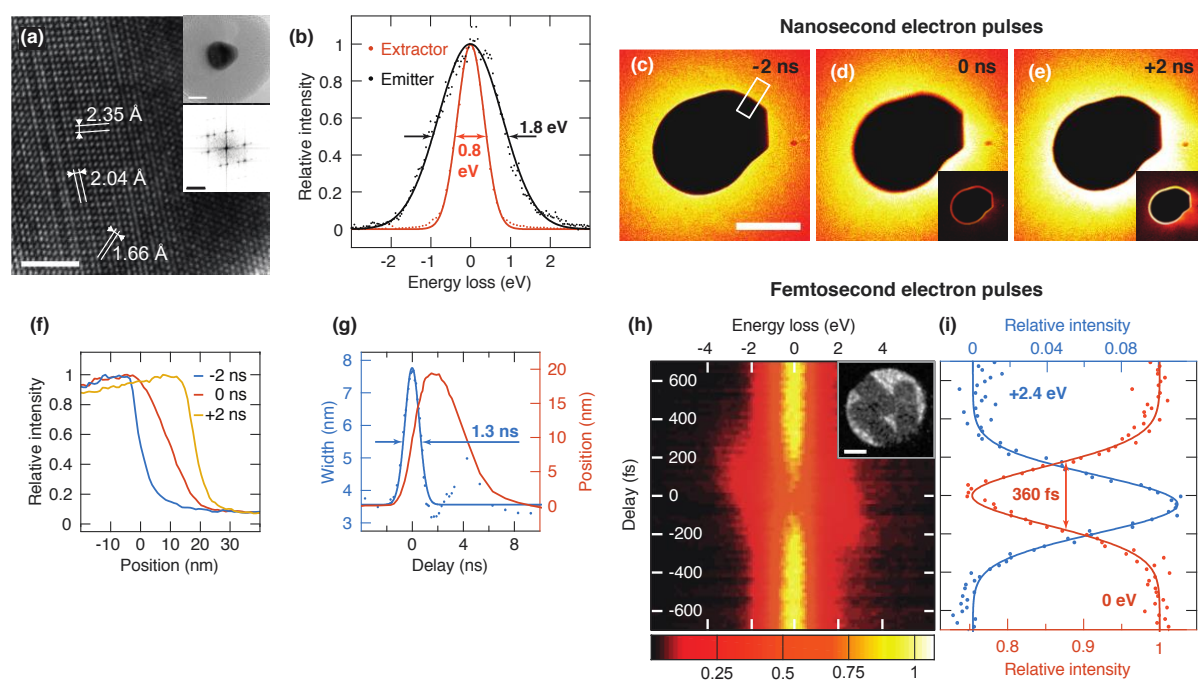 Nanosecond electron pulses
(a)
2.35 Å
2.04 Å
1.66 Å
(b)
Extractor
Emitter
1.8 eV
0.8
eV
Relative intensity
1
0.8
0.6
0.4
0.2
0
-2
-1
0
1
2
Energy loss (eV)
(c)
-2 ns
(d)
0 ns
(e)
+2 ns
Femtosecond electron pulses
(f)
Relative intensity
1
0.8
0.6
0.4
0.2
0
-2 ns
0 ns
+2 ns
-10
0
10
20
30
Position (nm)
(g)
Width (nm)
8
7
6
5
4
3
1.3 ns
20
15
10
5
0
Position (nm)
0
4
8
Delay (ns)
(h)
Energy loss (eV)
-4
-2
0
2
4
Delay (fs)
600
400
200
0
-200
-400
-600
0.25
0.5
0.75
1
(i)
Relative intensity
0
0.04
0.08
+2.4 eV
360 fs
0 eV
0.8
0.9
1
Relative intensity